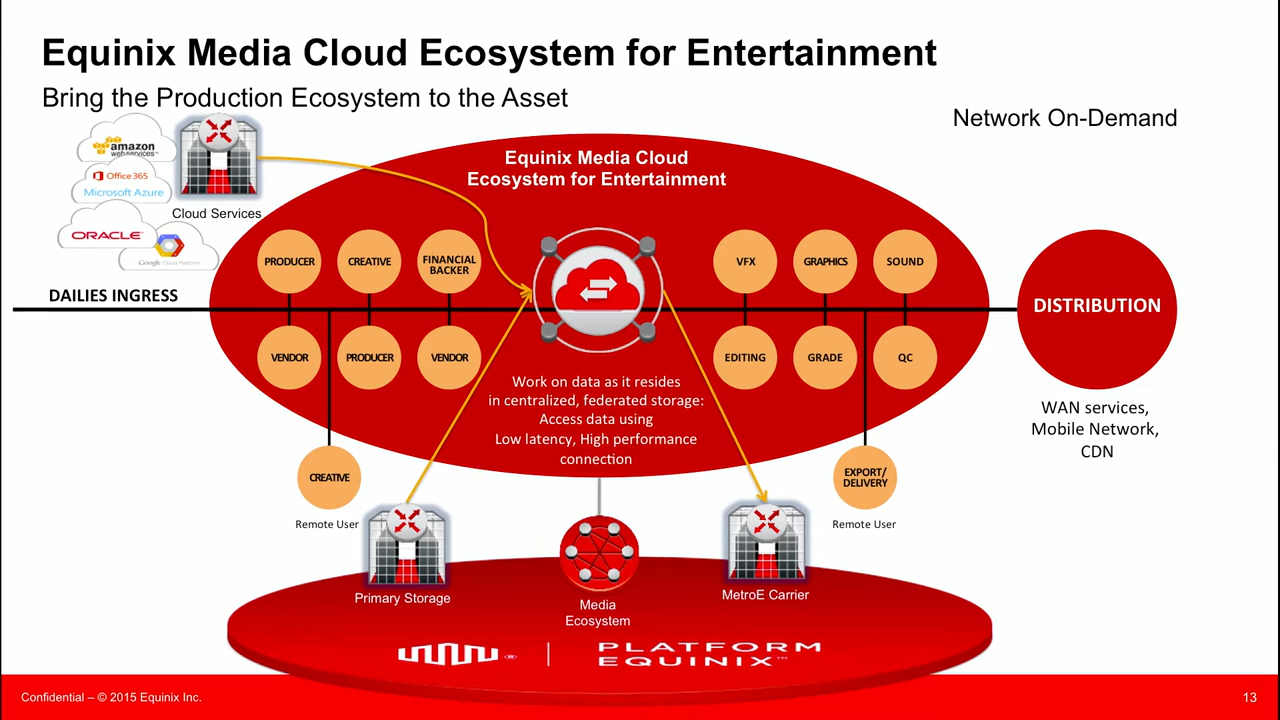 Equinix Media Cloud Ecosystem for Entertainment
Bring the Production Ecosystem to the Asset
Network On-Demand
amazon
webservices™
Office 365
Microsoft Azure
ORACLE
Google Cloud Platform
Cloud Services
Equinix Media Cloud
Ecosystem for Entertainment
PRODUCER
CREATIVE
FINANCIAL
BACKER
VFX
GRAPHICS
SOUND
DAILIES INGRESS
DISTRIBUTION
VENDOR
PRODUCER
VENDOR
EDITING
GRADE
QC
Work on data as it resides
in centralized, federated storage:
Access data using
Low latency, High performance
connection
WAN services,
Mobile Network,
CDN
CREATIVE
Remote User
EXPORT/
DELIVERY
Remote User
Primary Storage
Media
Ecosystem
MetroE Carrier
® | PLATFORM
EQUINIX™
Confidential – © 2015 Equinix Inc.
13